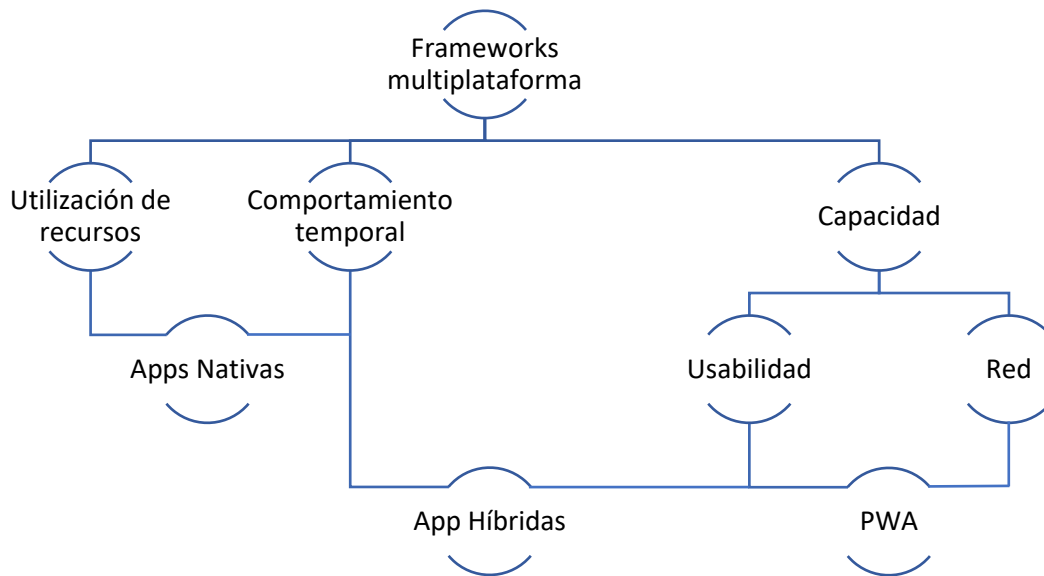 Frameworks
multiplataforma
Utilización de
recursos
Comportamiento
temporal
Capacidad
Apps Nativas
Usabilidad
Red
App Híbridas
PWA